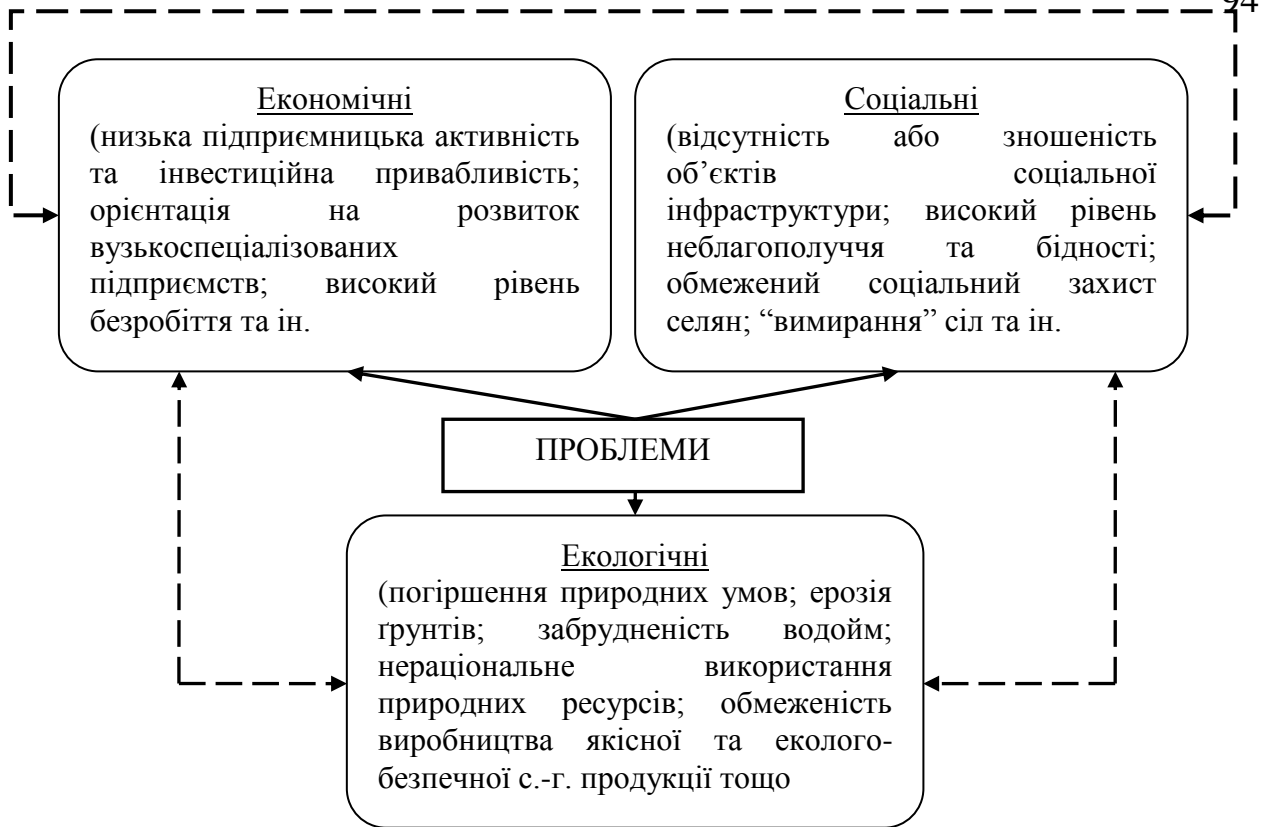 94
Економічні
(низька підприємницька активність
та інвестиційна привабливість;
орієнтація на розвиток
вузькоспеціалізованих
підприємств; високий рівень
безробіття та ін.
Соціальні
(відсутність або зношеність
об’єктів соціальної
інфраструктури; високий рівень
неблагополуччя та бідності;
обмежений соціальний захист
селян; “вимирання” сіл та ін.
ПРОБЛЕМИ
Екологічні
(погіршення природних умов; ерозія
ґрунтів; забрудненість водойм;
нераціональне використання
природних ресурсів; обмеженість
виробництва якісної та еколого-
безпечної с.-г. продукції тощо